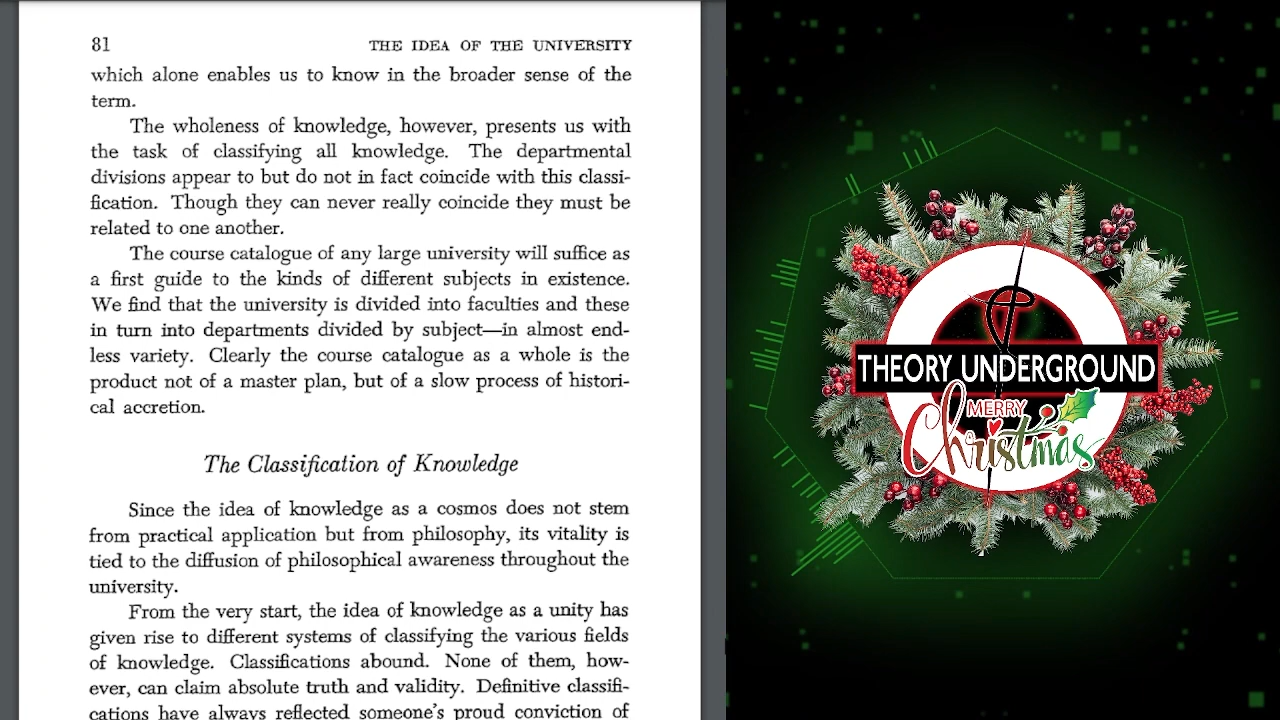 81
THE IDEA OF THE UNIVERSITY
which alone enables us to know in the broader sense of the
term.
The wholeness of knowledge, however, presents us with
the task of classifying all knowledge. The departmental
divisions appear to but do not in fact coincide with this classi-
fication. Though they can never really coincide they must be
related to one another.
The course catalogue of any large university will suffice as
a first guide to the kinds of different subjects in existence.
We find that the university is divided into faculties and these
in turn into departments divided by subject—in almost end-
less variety. Clearly the course catalogue as a whole is the
product not of a master plan, but of a slow process of histori-
cal accretion.
The Classification of Knowledge
Since the idea of knowledge as a cosmos does not stem
from practical application but from philosophy, its vitality is
tied to the diffusion of philosophical awareness throughout the
university.
From the very start, the idea of knowledge as a unity has
given rise to different systems of classifying the various fields
of knowledge. Classifications abound. None of them, how-
ever, can claim absolute truth and validity. Definitive classifi-
cations have always reflected someone's proud conviction of
THEORY UNDERGROUND
MERRY
Christmas